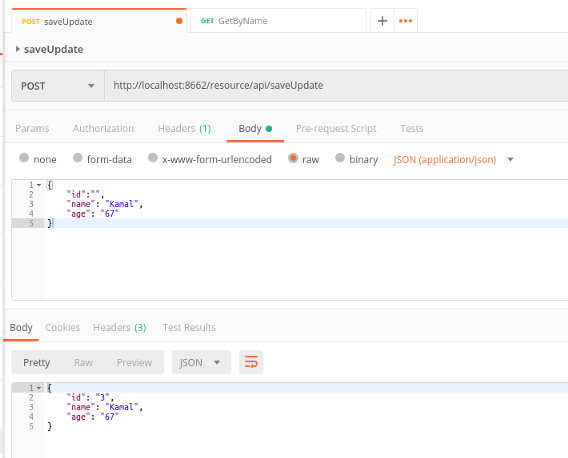 POST saveUpdate GET GetByName + •••
saveUpdate
POST http://localhost:8662/resource/api/saveUpdate
Params Authorization Headers (1) Body Pre-request Script Tests
none form-data x-www-form-urlencoded raw binary JSON (application/json)
1 {
2 "id":"",
3 "name": "Kamal",
4 "age": "67"
5 }
Body Cookies Headers (3) Test Results
Pretty Raw Preview JSON
1 {
2 "id": "3",
3 "name": "Kamal",
4 "age": "67"
5 }